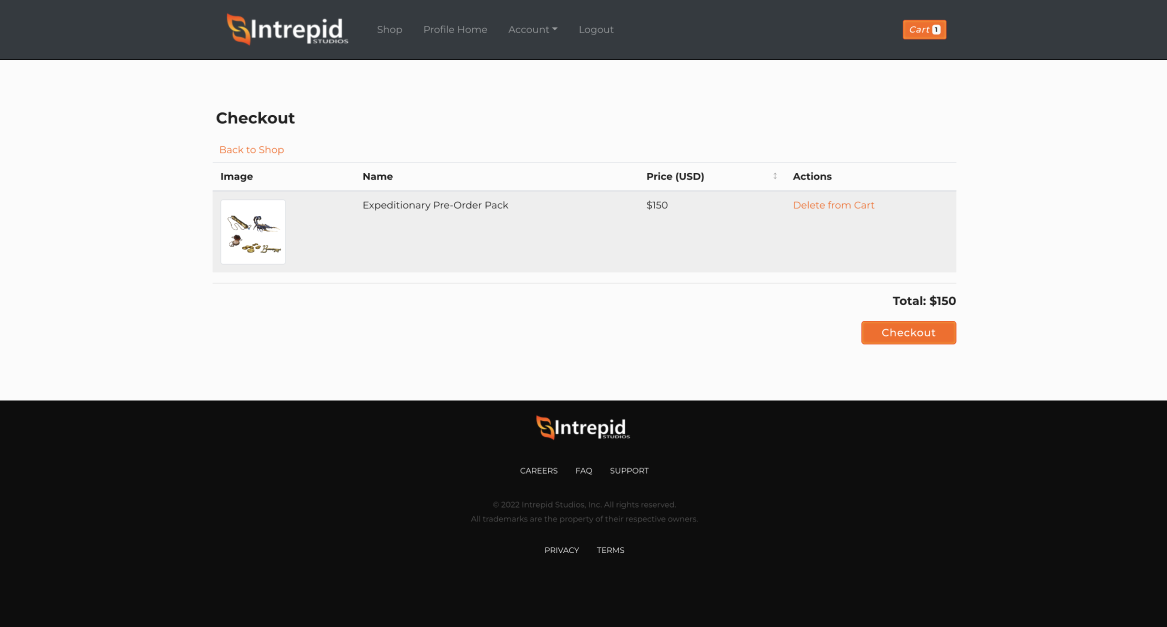 Intrepid STUDIOS Shop Profile Home Account Logout Cart 1
Checkout
Back to Shop
Image Name Price (USD) Actions
Expeditionary Pre-Order Pack $150 Delete from Cart
Total: $150
Checkout
Intrepid STUDIOS
CAREERS FAQ SUPPORT
© 2022 Intrepid Studios, Inc. All rights reserved.
All trademarks are the property of their respective owners.
PRIVACY TERMS